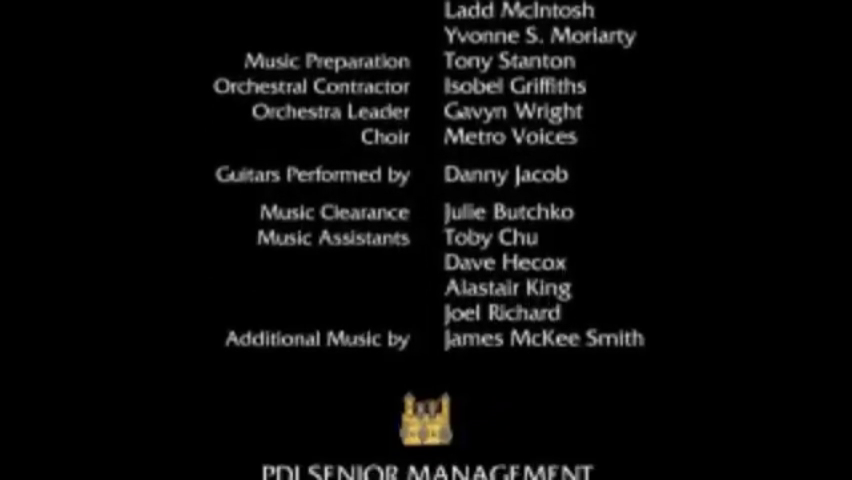 Ladd McIntosh
Yvonne S. Moriarty
Music Preparation Tony Stanton
Orchestral Contractor Isobel Griffiths
Orchestra Leader Gavyn Wright
Choir Metro Voices
Guitars Performed by Danny Jacob
Music Clearance Julie Butchko
Music Assistants Toby Chu
Dave Hecox
Alastair King
Joel Richard
Additional Music by James McKee Smith
PDI SENIOR MANAGEMENT